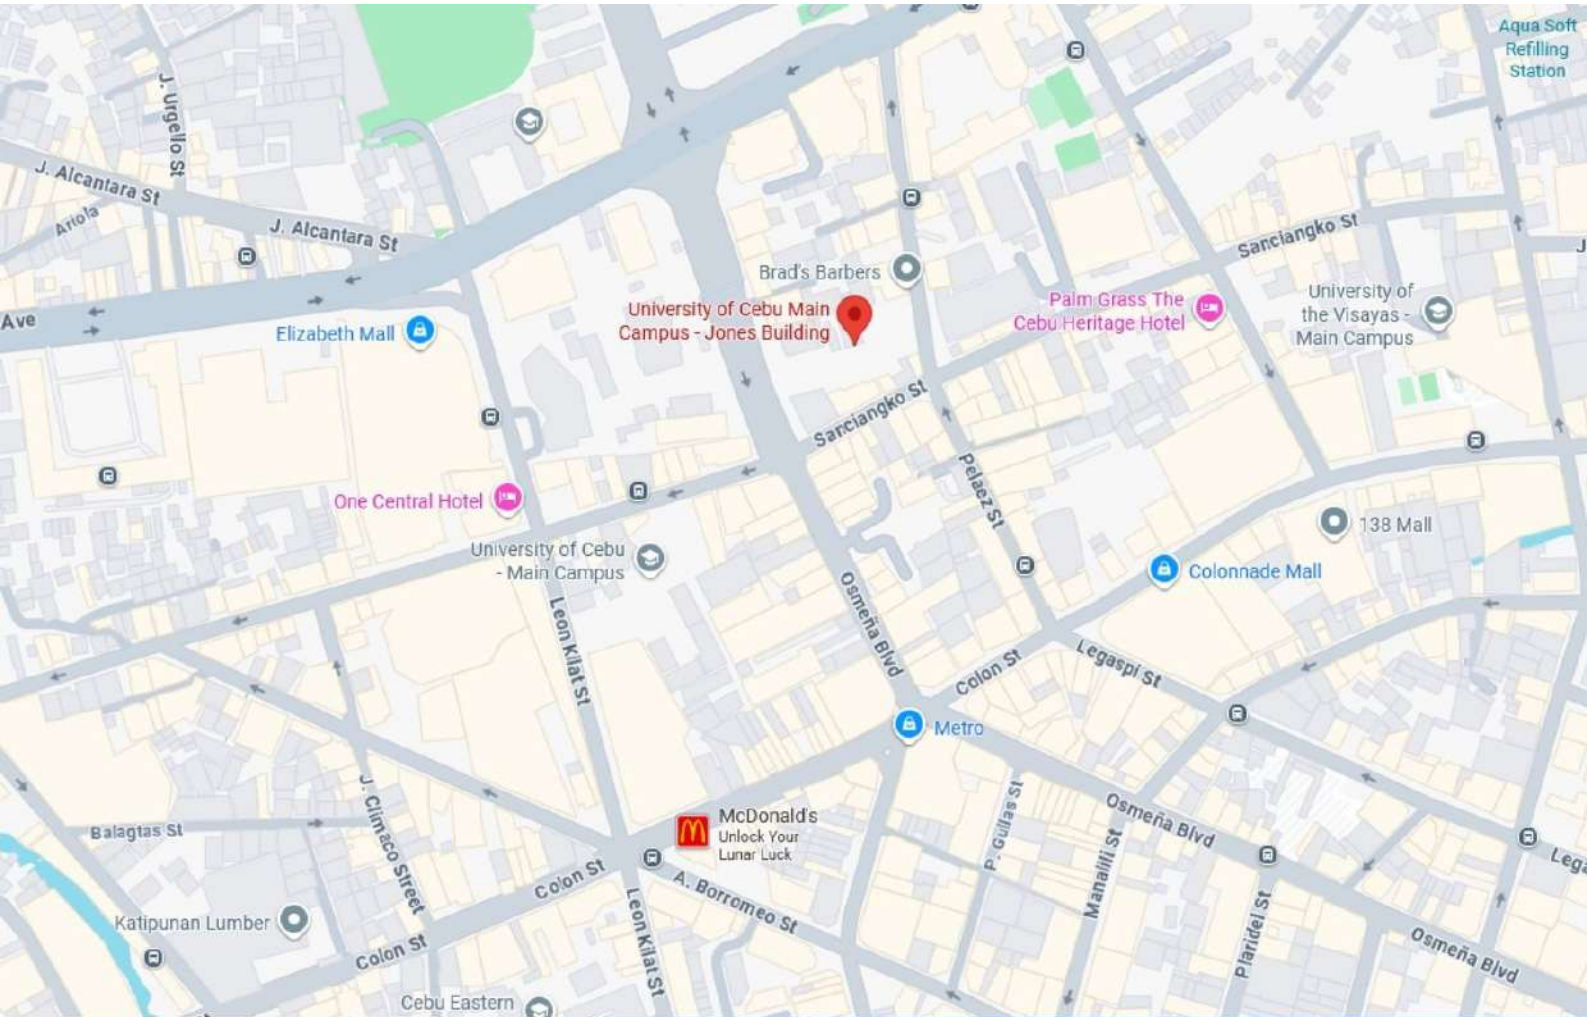 Aqua Soft
Refilling
Station
J. Urgello St
J. Alcantara St
Ariola
J. Alcantara St
Sanciangko St
J
Brad's Barbers
University of Cebu Main
Campus - Jones Building
Palm Grass The
Cebu Heritage Hotel
University of
the Visayas -
Main Campus
Ave
Elizabeth Mall
Sanciangko St
Pelaez St
One Central Hotel
138 Mall
University of Cebu
- Main Campus
Colonnade Mall
Osmeña Blvd
Leon Kilat St
Colon St
Legaspi St
Metro
J. Climaco Street
McDonald's
Unlock Your
Lunar Luck
P. Gullas St
Osmeña Blvd
Manalili St
Balagtas St
Lega
Colon St
A. Borromeo St
Leon Kilat St
Katipunan Lumber
Colon St
Plaridel St
Osmeña Blvd
Cebu Eastern